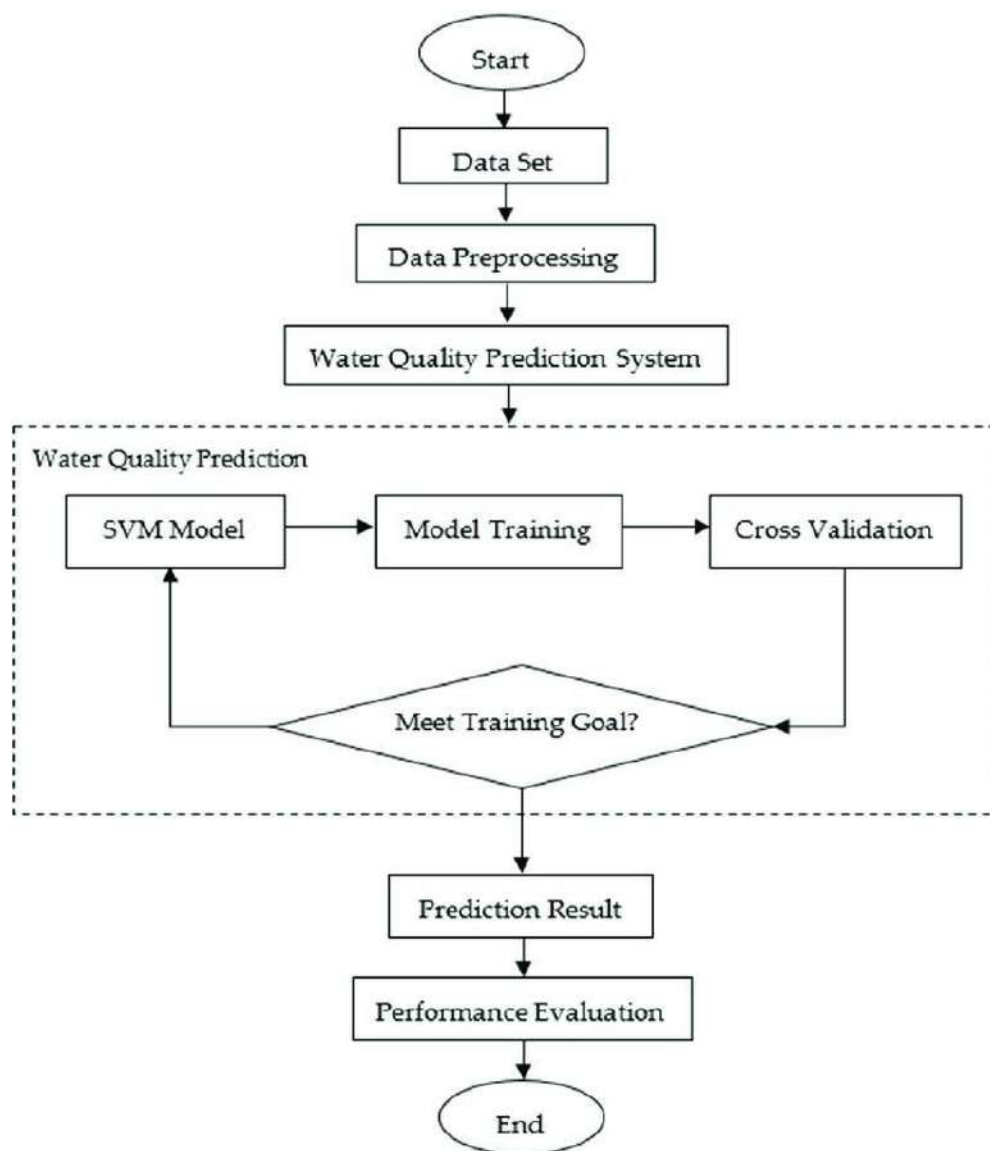 Start
Data Set
Data Preprocessing
Water Quality Prediction System
Water Quality Prediction
SVM Model
Model Training
Cross Validation
Meet Training Goal?
Prediction Result
Performance Evaluation
End